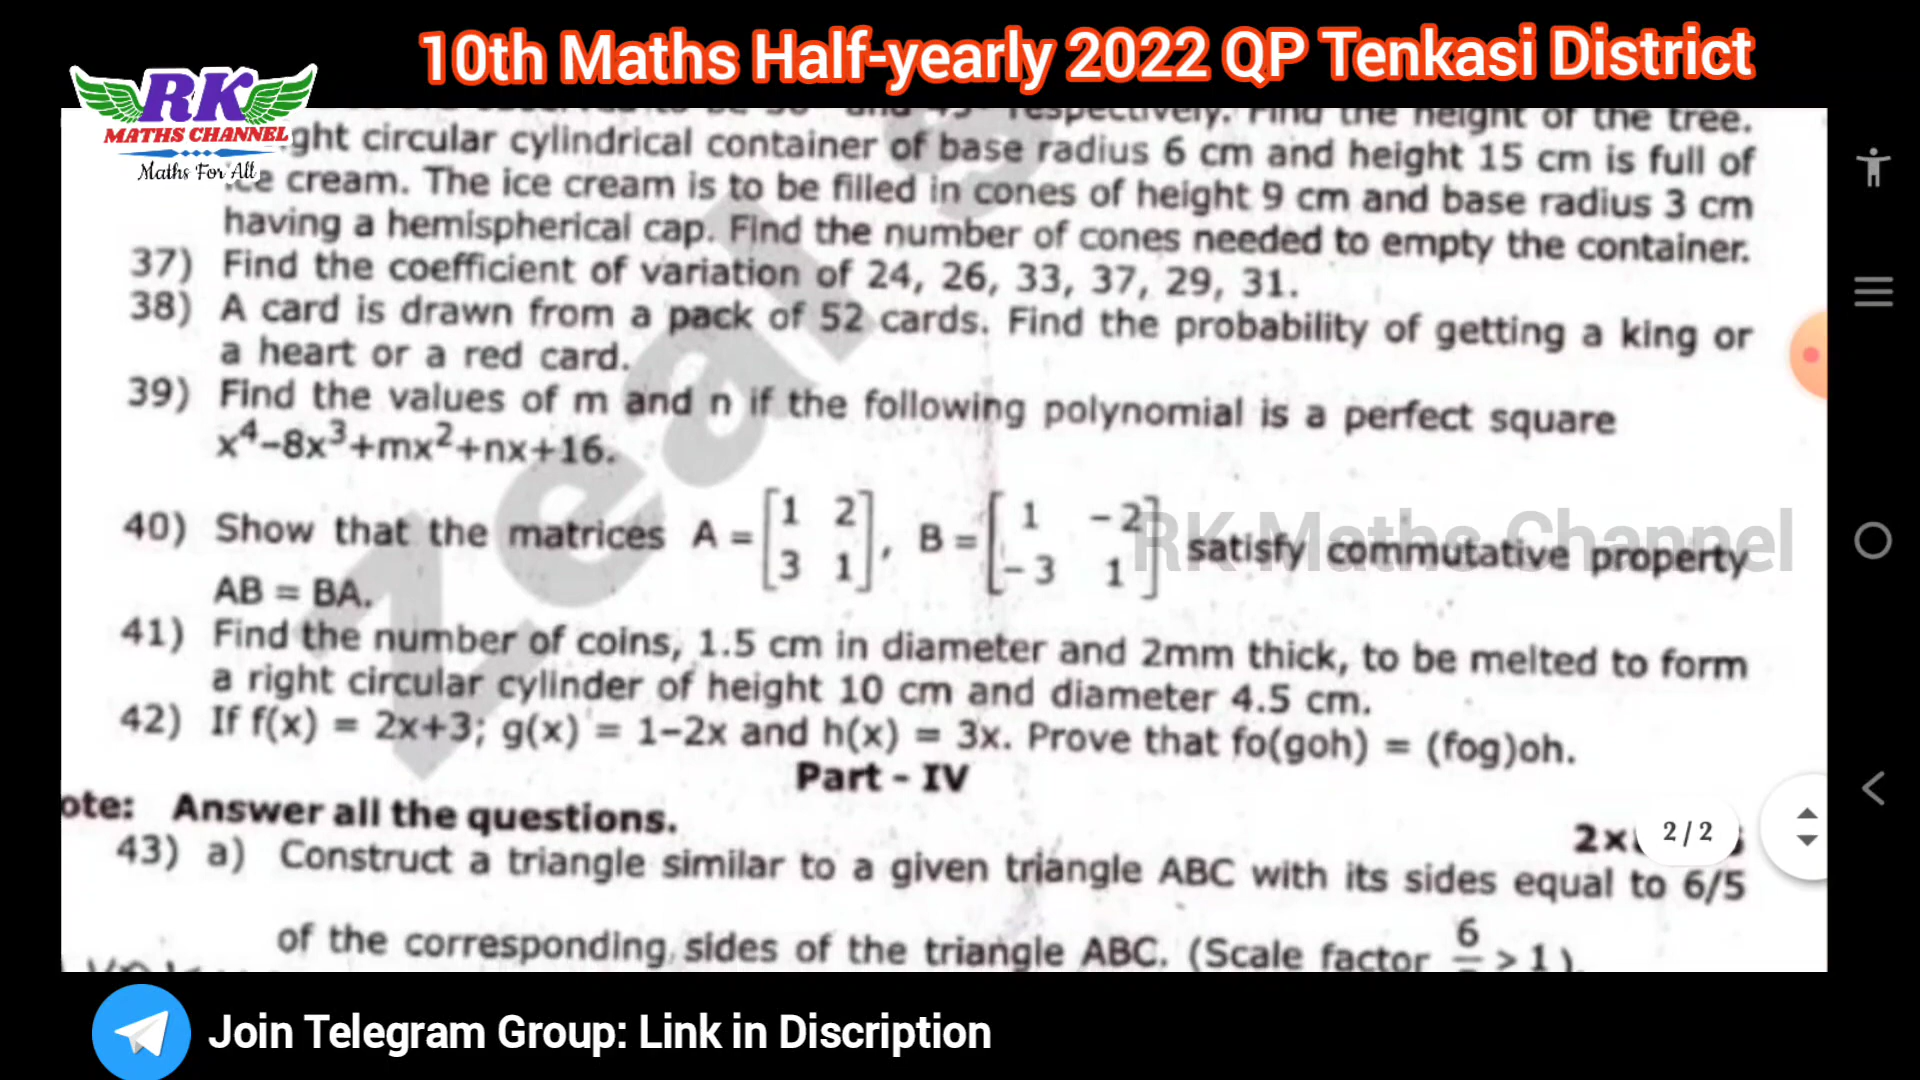 10th Maths Half-yearly 2022 QP Tenkasi District
RK
MATHS CHANNEL
Maths For All
respectively. Find the height of the tree.
ght circular cylindrical container of base radius 6 cm and height 15 cm is full of
ce cream. The ice cream is to be filled in cones of height 9 cm and base radius 3 cm
having a hemispherical cap. Find the number of cones needed to empty the container.
37) Find the coefficient of variation of 24, 26, 33, 37, 29, 31.
38) A card is drawn from a pack of 52 cards. Find the probability of getting a king or
a heart or a red card.
39) Find the values of m and n if the following polynomial is a perfect square
x⁴–8x³+mx²+nx+16.
40) Show that the matrices A = [1 2; 3 1], B = [1 –2; –3 1] satisfy commutative property
AB = BA.
RK Maths Channel
41) Find the number of coins, 1.5 cm in diameter and 2mm thick, to be melted to form
a right circular cylinder of height 10 cm and diameter 4.5 cm.
42) If f(x) = 2x+3; g(x) = 1–2x and h(x) = 3x. Prove that fo(goh) = (fog)oh.
Part - IV
ote: Answer all the questions.
2x
2 / 2
43) a) Construct a triangle similar to a given triangle ABC with its sides equal to 6/5
of the corresponding sides of the triangle ABC. (Scale factor 6 > 1)
Join Telegram Group: Link in Discription